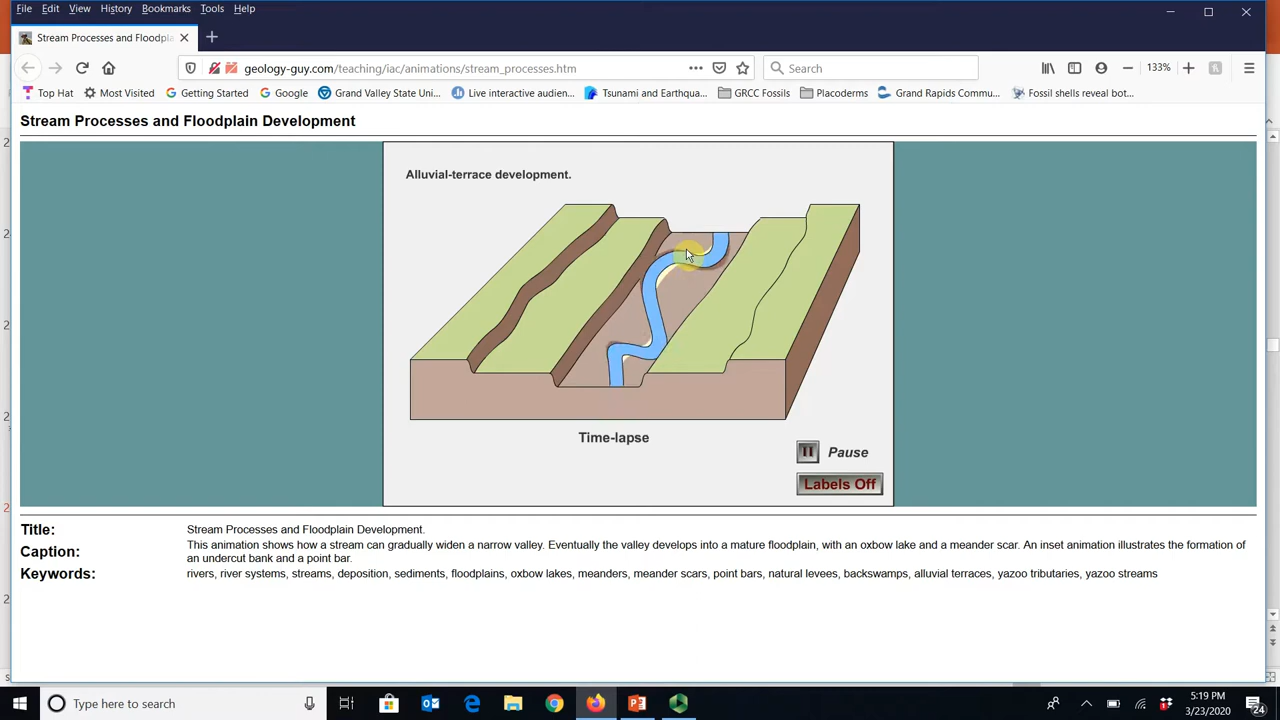 File Edit View History Bookmarks Tools Help
Stream Processes and Floodpla
geology-guy.com/teaching/iac/animations/stream_processes.htm
Search
133%
Top Hat Most Visited Getting Started Google Grand Valley State Uni... Live interactive audien... Tsunami and Earthqua... GRCC Fossils Placoderms Grand Rapids Commu... Fossil shells reveal bot...
Stream Processes and Floodplain Development
Alluvial-terrace development.
Time-lapse
Pause
Labels Off
Title: Stream Processes and Floodplain Development.
Caption: This animation shows how a stream can gradually widen a narrow valley. Eventually the valley develops into a mature floodplain, with an oxbow lake and a meander scar. An inset animation illustrates the formation of
an undercut bank and a point bar.
Keywords: rivers, river systems, streams, deposition, sediments, floodplains, oxbow lakes, meanders, meander scars, point bars, natural levees, backswamps, alluvial terraces, yazoo tributaries, yazoo streams
Type here to search
5:19 PM
3/23/2020
24